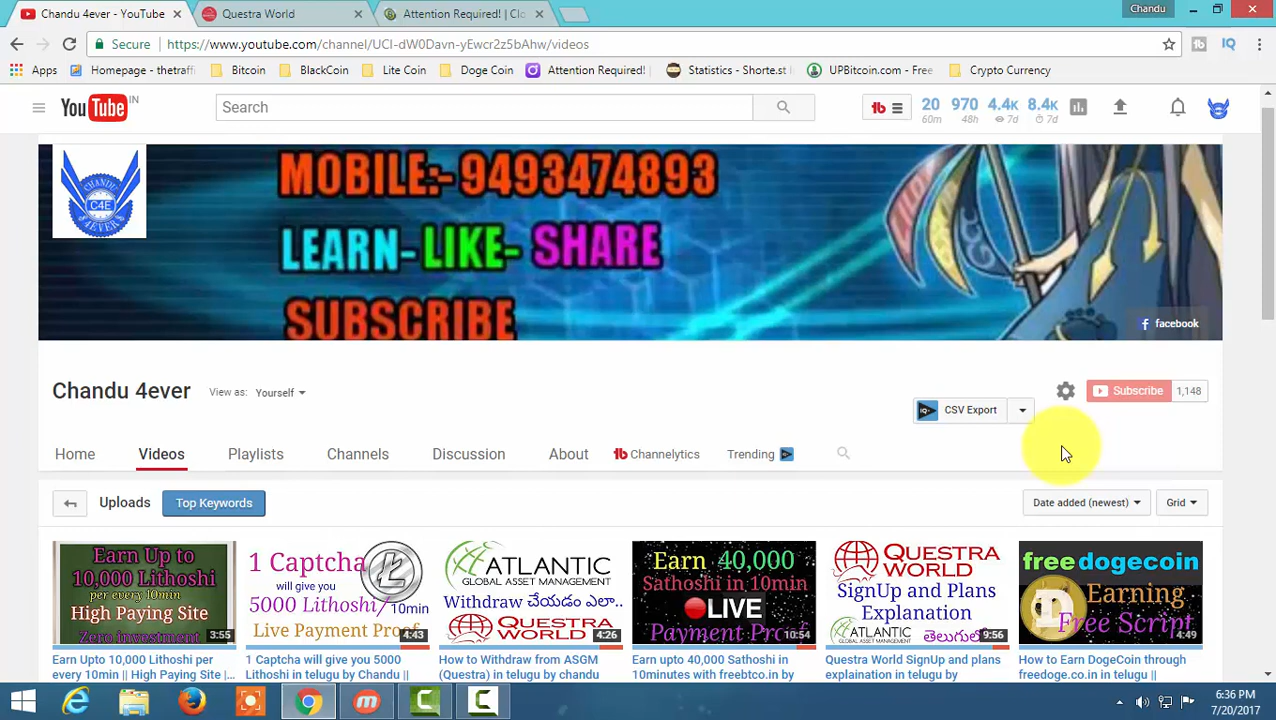 Chandu 4ever - YouTube
Questra World
Attention Required! | Clo
Chandu
Secure
https://www.youtube.com/channel/UCI-dW0Davn-yEwcr2z5bAhw/videos
Apps
Homepage - thetraffi
Bitcoin
BlackCoin
Lite Coin
Doge Coin
Attention Required!
Statistics - Shorte.st
UPBitcoin.com - Free
Crypto Currency
YouTube IN
Search
tb
20 970 4.4K 8.4K
60m 48h 7d 7d
CHANDU
C4E
4EVER
MOBILE:-9493474893
LEARN-LIKE- SHARE
SUBSCRIBE
facebook
Chandu 4ever
View as: Yourself
CSV Export
Subscribe 1,148
Home Videos Playlists Channels Discussion About Channelytics Trending
Uploads
Top Keywords
Date added (newest)
Grid
Earn Up to
10,000 Lithoshi
per every 10min
High Paying Site
Zero Investment
3:55
Earn Upto 10,000 Lithoshi per
every 10min || High Paying Site |...
1 Captcha
will give you
5000 Lithoshi/
10min
Live Payment Proof
4:43
1 Captcha will give you 5000
Lithoshi in telugu by Chandu ||
ATLANTIC
GLOBAL ASSET MANAGEMENT
Withdraw చేయడం ఎలా..
QUESTRA
WORLD
4:26
How to Withdraw from ASGM
(Questra) in telugu by chandu
Earn 40,000
Sathoshi in 10min
LIVE
Payment Proof
10:54
Earn upto 40,000 Sathoshi in
10minutes with freebtco.in by
QUESTRA
WORLD
SignUp and Plans
Explanation
ATLANTIC
తెలుగులో
9:56
Questra World SignUp and plans
explaination in telugu by
freedogecoin
Earning
Free Script
4:49
How to Earn DogeCoin through
freedoge.co.in in telugu ||
6:36 PM
7/20/2017